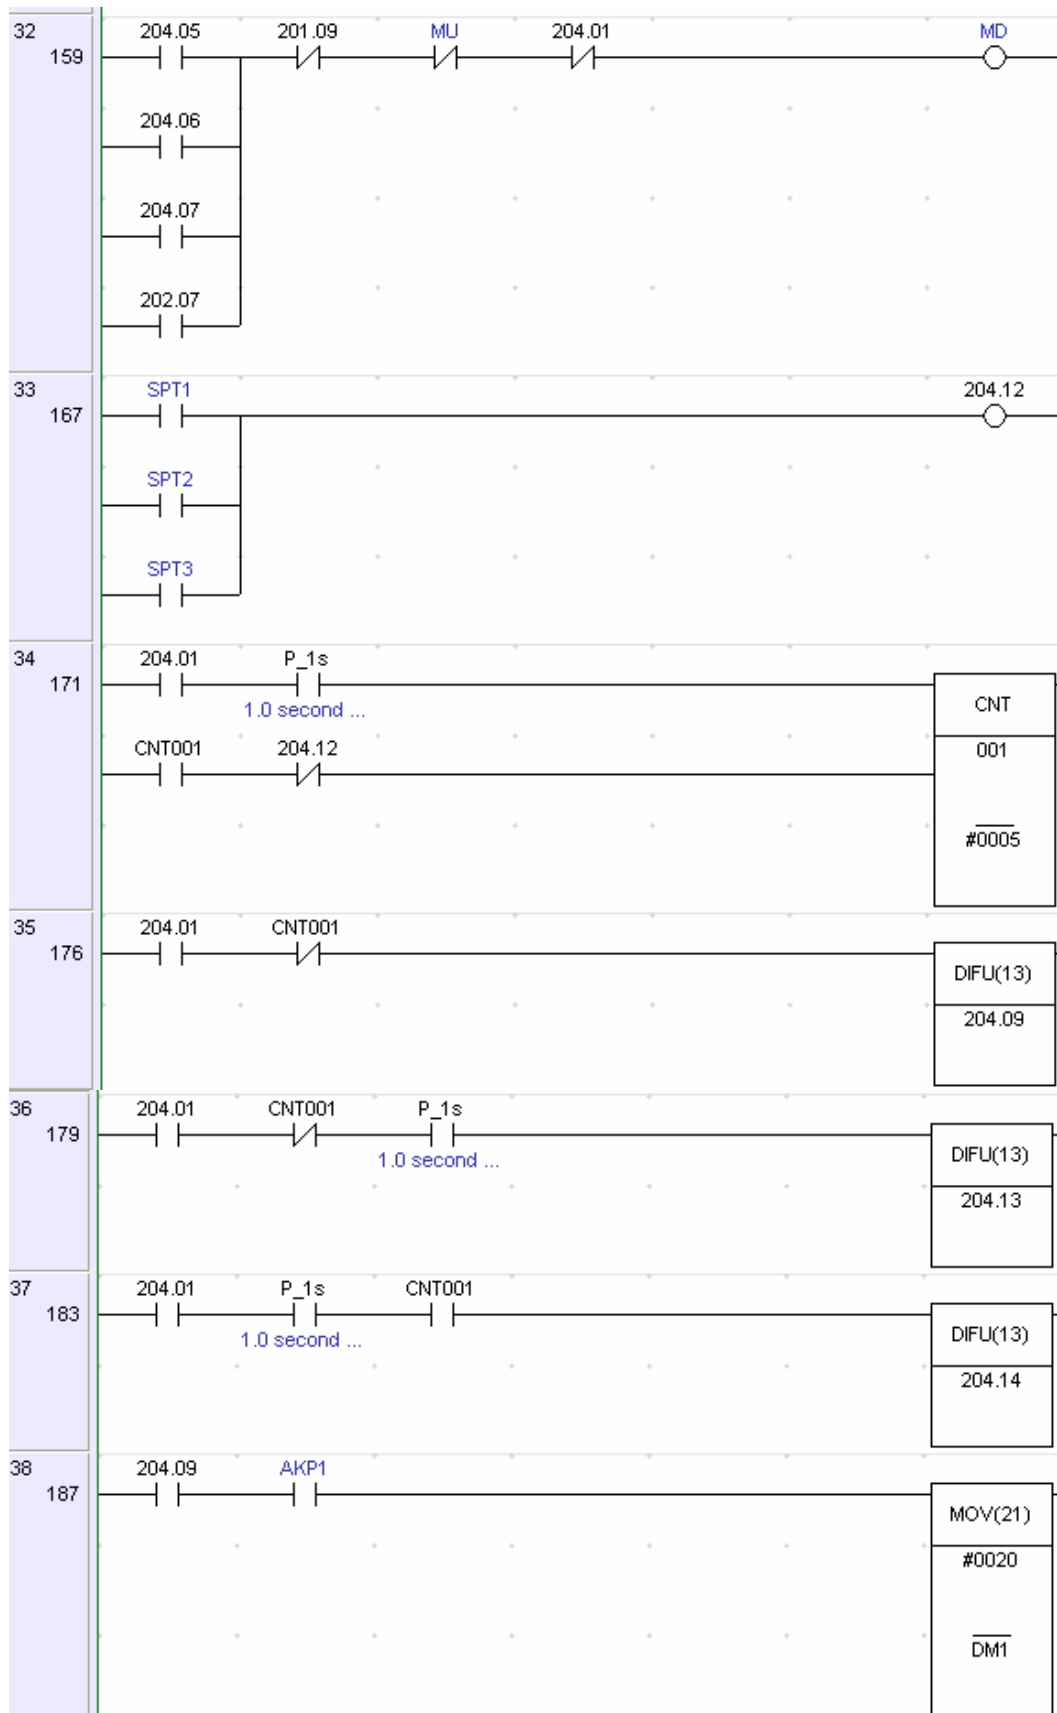 32 204.05 201.09 MU 204.01 MD
159
204.06
204.07
202.07
33 SPT1 204.12
167
SPT2
SPT3
34 204.01 P_1s
171
CNT
1.0 second ...
CNT001 204.12 001
#0005
35 204.01 CNT001
176
DIFU(13)
204.09
36 204.01 CNT001 P_1s
179
1.0 second ... DIFU(13)
204.13
37 204.01 P_1s CNT001
183
1.0 second ... DIFU(13)
204.14
38 204.09 AKP1
187
MOV(21)
#0020
DM1